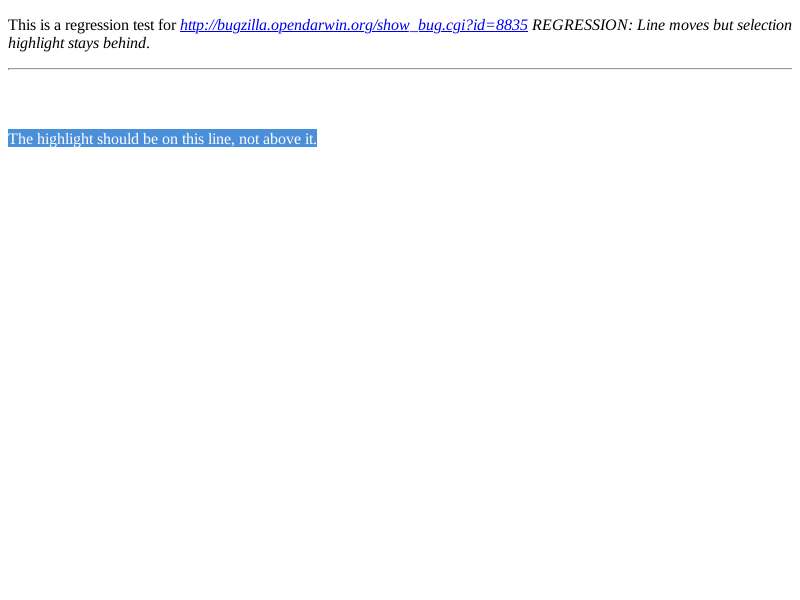 This is a regression test for http://bugzilla.opendarwin.org/show_bug.cgi?id=8835 REGRESSION: Line moves but selection
highlight stays behind.
The highlight should be on this line, not above it.